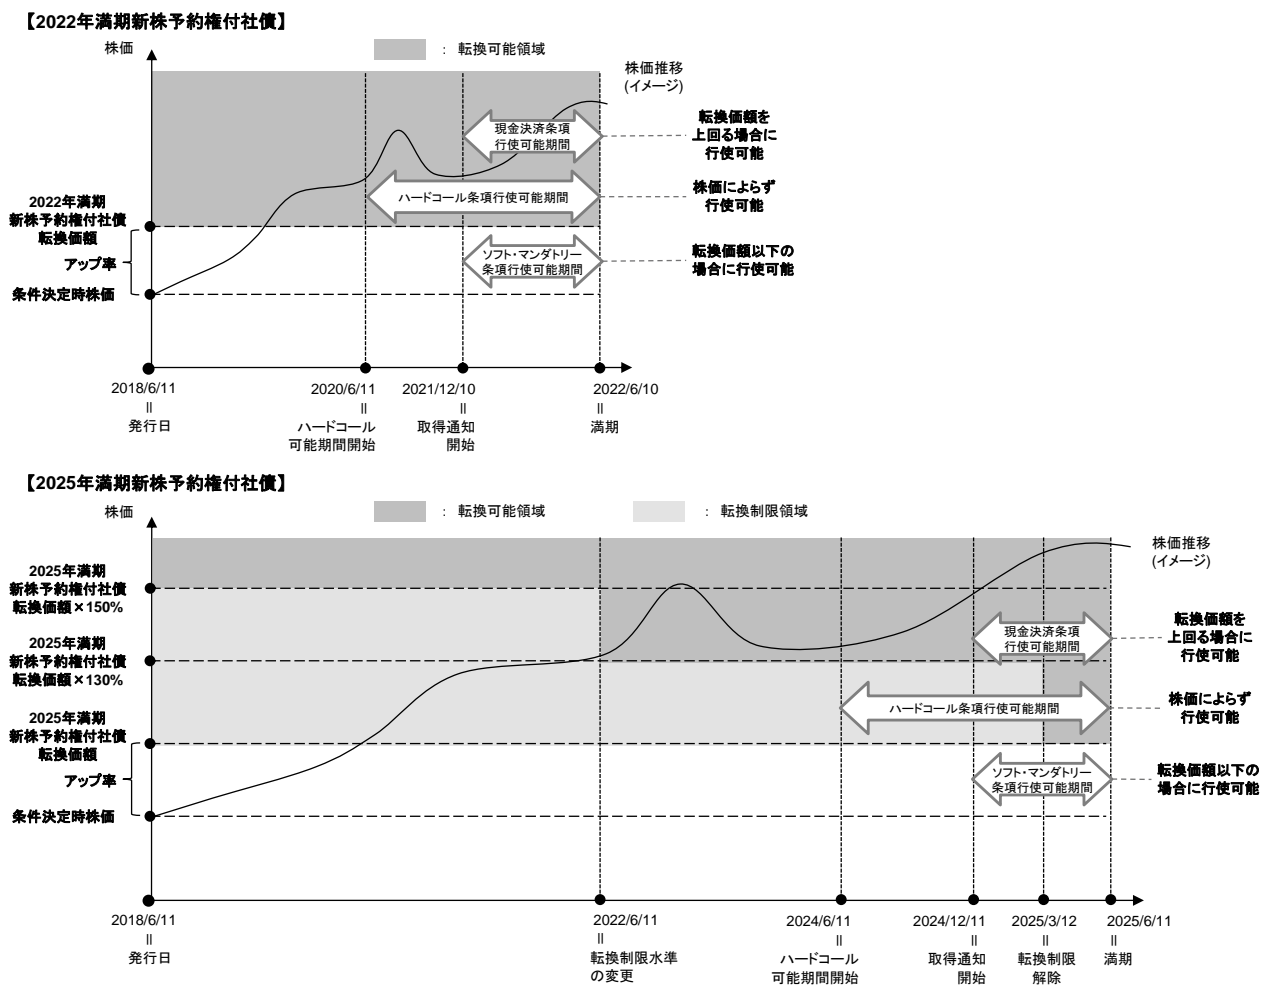 【2022年満期新株予約権付社債】
株価
： 転換可能領域
株価推移
(イメージ)
現金決済条項
行使可能期間
転換価額を
上回る場合に
行使可能
ハードコール条項行使可能期間
株価によらず
行使可能
2022年満期
新株予約権付社債
転換価額
ソフト・マンダトリー
条項行使可能期間
転換価額以下の
場合に行使可能
アップ率
条件決定時株価
2018/6/11
||
発行日
2020/6/11
||
ハードコール
可能期間開始
2021/12/10
||
取得通知
開始
2022/6/10
||
満期
【2025年満期新株予約権付社債】
株価
： 転換可能領域
： 転換制限領域
株価推移
(イメージ)
2025年満期
新株予約権付社債
転換価額×150%
現金決済条項
行使可能期間
転換価額を
上回る場合に
行使可能
2025年満期
新株予約権付社債
転換価額×130%
ハードコール条項行使可能期間
株価によらず
行使可能
2025年満期
新株予約権付社債
転換価額
ソフト・マンダトリー
条項行使可能期間
転換価額以下の
場合に行使可能
アップ率
条件決定時株価
2018/6/11
||
発行日
2022/6/11
||
転換制限水準
の変更
2024/6/11
||
ハードコール
可能期間開始
2024/12/11
||
取得通知
開始
2025/3/12
||
転換制限
解除
2025/6/11
||
満期